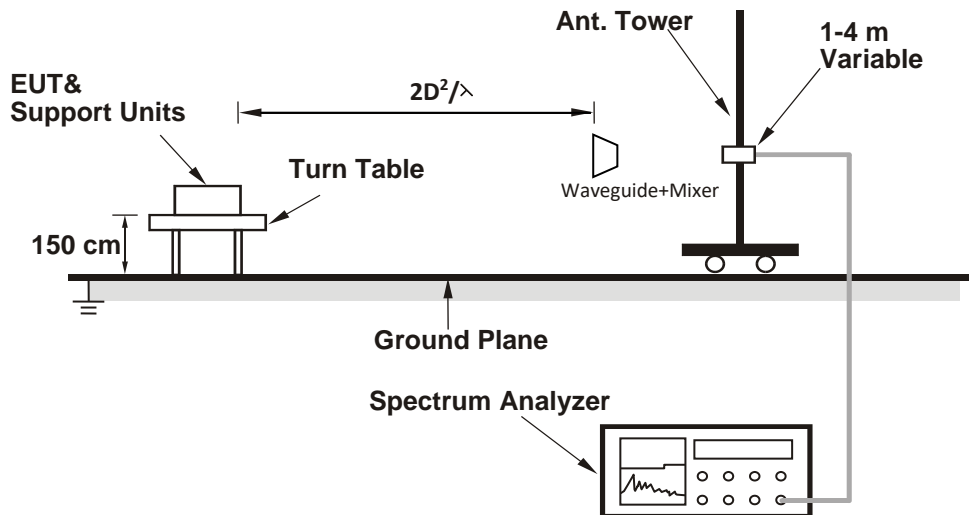 Ant. Tower
1-4 m
Variable
EUT&
Support Units
2D²/λ
Turn Table
Waveguide+Mixer
150 cm
Ground Plane
Spectrum Analyzer